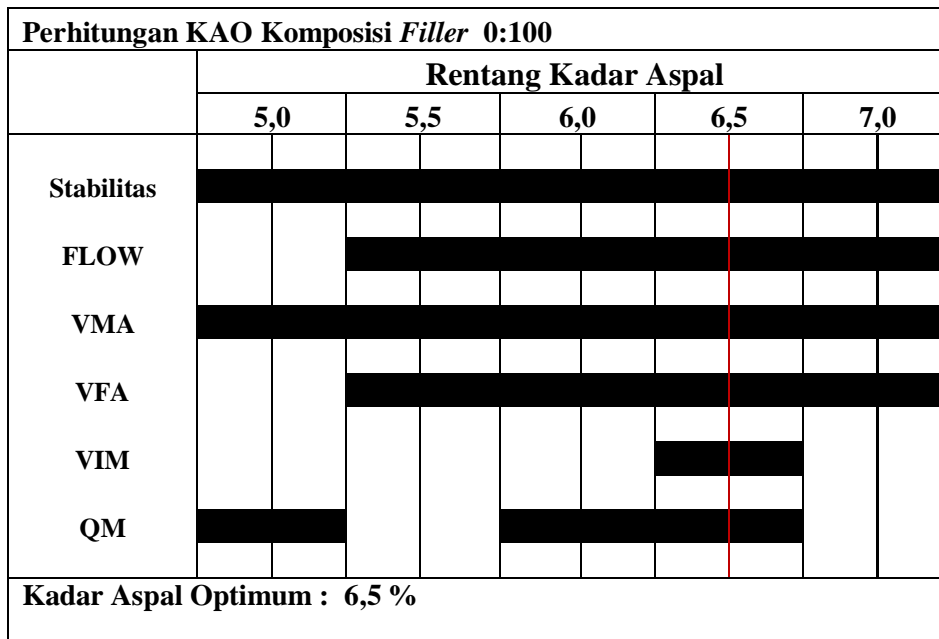 Perhitungan KAO Komposisi Filler 0:100
Rentang Kadar Aspal
5,0 5,5 6,0 6,5 7,0
Stabilitas
FLOW
VMA
VFA
VIM
QM
Kadar Aspal Optimum : 6,5 %